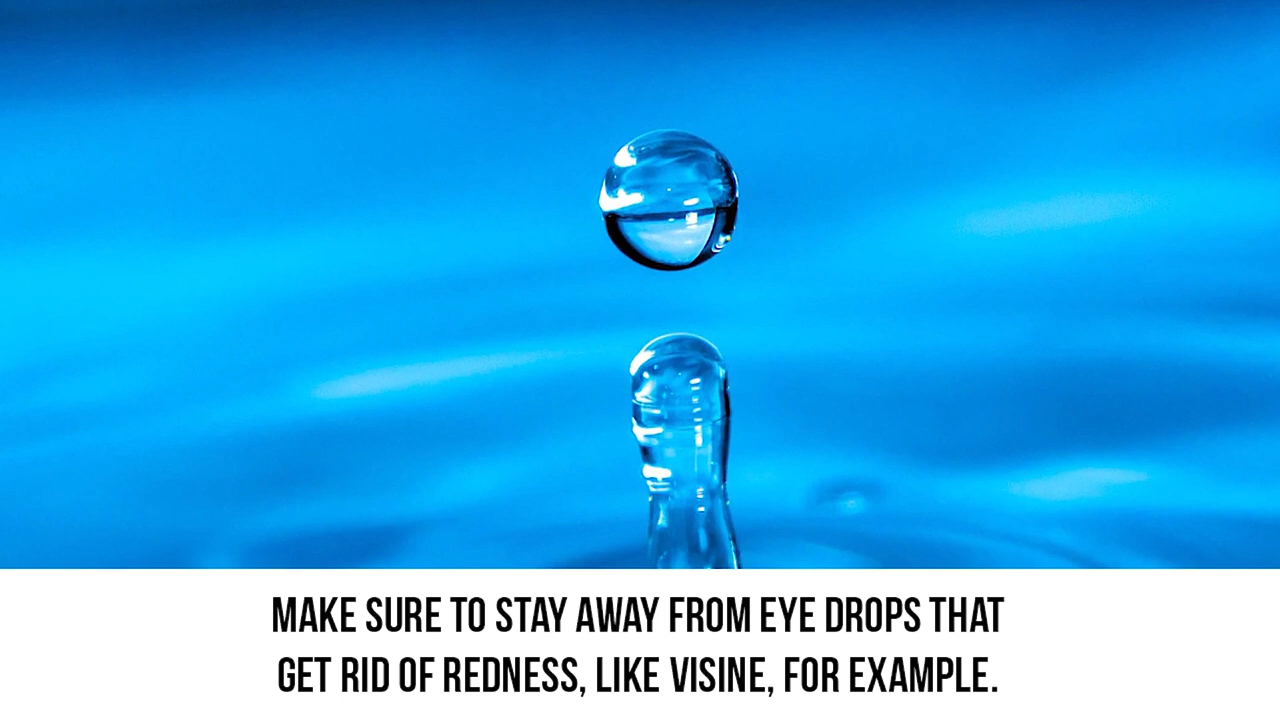 MAKE SURE TO STAY AWAY FROM EYE DROPS THAT
GET RID OF REDNESS, LIKE VISINE, FOR EXAMPLE.